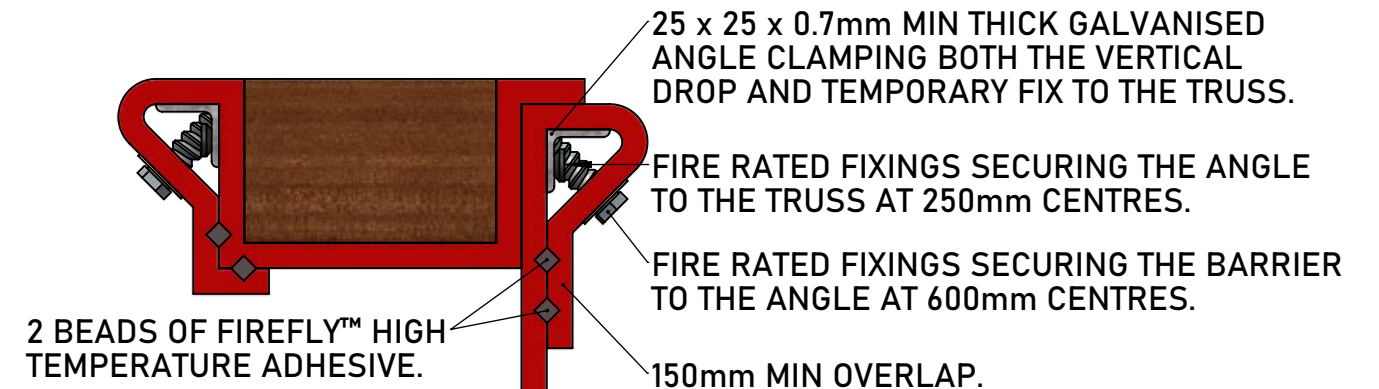 25 x 25 x 0.7mm MIN THICK GALVANISED
ANGLE CLAMPING BOTH THE VERTICAL
DROP AND TEMPORARY FIX TO THE TRUSS.
FIRE RATED FIXINGS SECURING THE ANGLE
TO THE TRUSS AT 250mm CENTRES.
FIRE RATED FIXINGS SECURING THE BARRIER
TO THE ANGLE AT 600mm CENTRES.
2 BEADS OF FIREFLY™ HIGH
TEMPERATURE ADHESIVE.
150mm MIN OVERLAP.